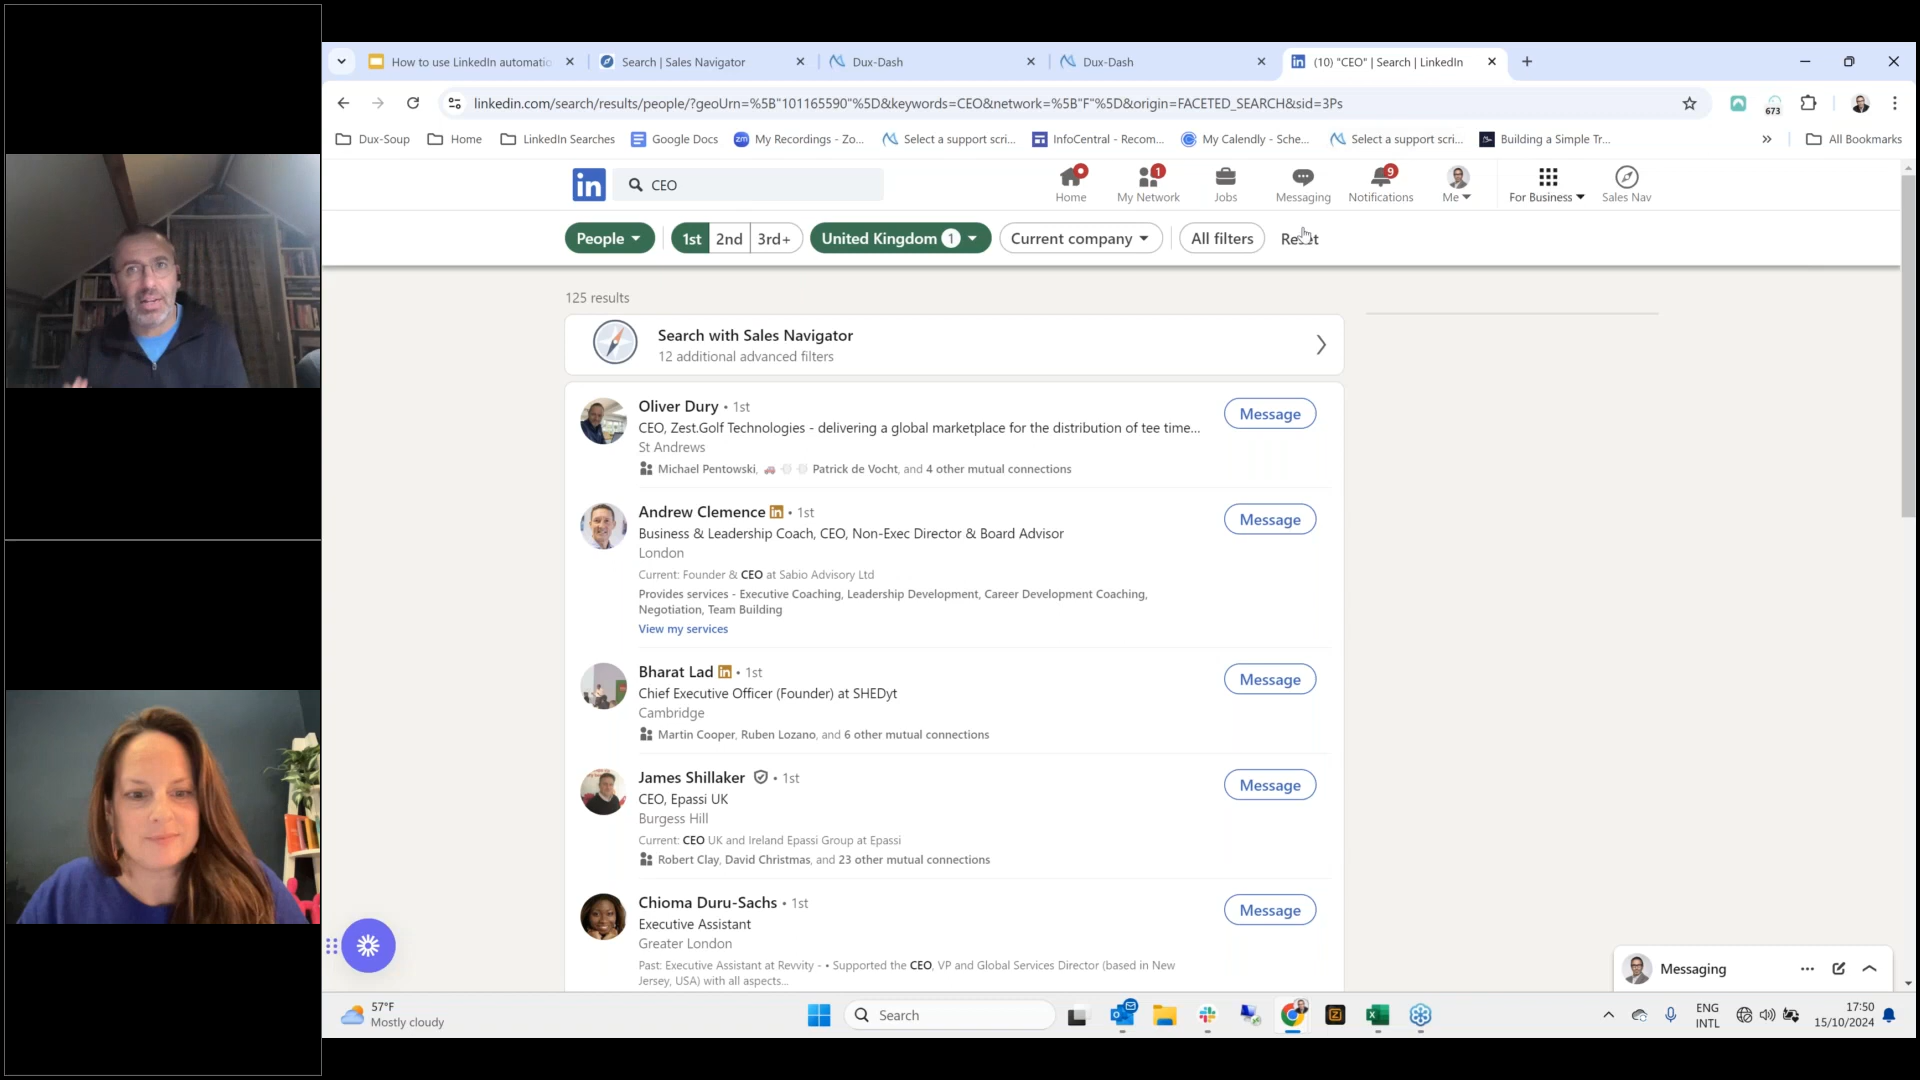 How to use LinkedIn automatio
Search | Sales Navigator
Dux-Dash
Dux-Dash
(10) "CEO" | Search | LinkedIn
linkedin.com/search/results/people/?geoUrn=%5B"101165590"%5D&keywords=CEO&network=%5B"F"%5D&origin=FACETED_SEARCH&sid=3Ps
673
Dux-Soup
Home
LinkedIn Searches
Google Docs
My Recordings - Zo...
Select a support scri...
InfoCentral - Recom...
My Calendly - Sche...
Select a support scri...
Building a Simple Tr...
All Bookmarks
in
CEO
Home
1
My Network
Jobs
Messaging
9
Notifications
Me
For Business
Sales Nav
People
1st
2nd
3rd+
United Kingdom 1
Current company
All filters
Reset
125 results
Search with Sales Navigator
12 additional advanced filters
Oliver Dury • 1st
CEO, Zest.Golf Technologies - delivering a global marketplace for the distribution of tee time...
St Andrews
Michael Pentowski, Patrick de Vocht, and 4 other mutual connections
Message
Andrew Clemence in • 1st
Business & Leadership Coach, CEO, Non-Exec Director & Board Advisor
London
Current: Founder & CEO at Sabio Advisory Ltd
Provides services - Executive Coaching, Leadership Development, Career Development Coaching,
Negotiation, Team Building
View my services
Message
Bharat Lad in • 1st
Chief Executive Officer (Founder) at SHEDyt
Cambridge
Martin Cooper, Ruben Lozano, and 6 other mutual connections
Message
James Shillaker • 1st
CEO, Epassi UK
Burgess Hill
Current: CEO UK and Ireland Epassi Group at Epassi
Robert Clay, David Christmas, and 23 other mutual connections
Message
Chioma Duru-Sachs • 1st
Executive Assistant
Greater London
Past: Executive Assistant at Revvity - • Supported the CEO, VP and Global Services Director (based in New
Jersey, USA) with all aspects...
Message
Messaging
57°F
Mostly cloudy
Search
ENG
INTL
17:50
15/10/2024